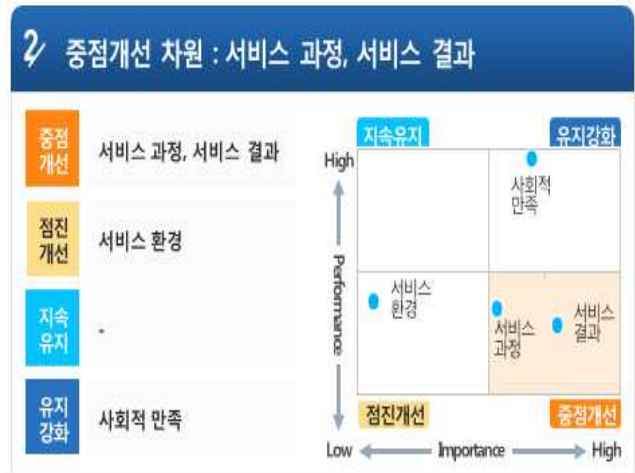 2/ 중점개선 차원 : 서비스 과정, 서비스 결과
중점
개선
서비스 과정, 서비스 결과
점진
개선
서비스 환경
지속
유지
-
유지
강화
사회적 만족
지속유지
유지강화
High
사회적
만족
Performance
서비스
환경
서비스
과정
서비스
결과
점진개선
중점개선
Low
Importance
High